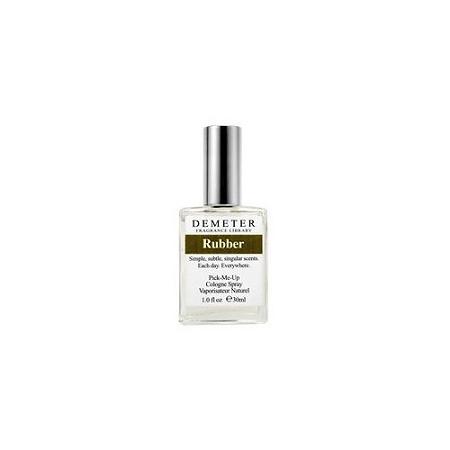 DEMETER
FRAGRANCE LIBRARY
Rubber
Simple, subtle, singular scents.
Each day. Everywhere.
Pick-Me-Up
Cologne Spray
Vaporisateur Naturel
1.0 fl oz ℮30ml